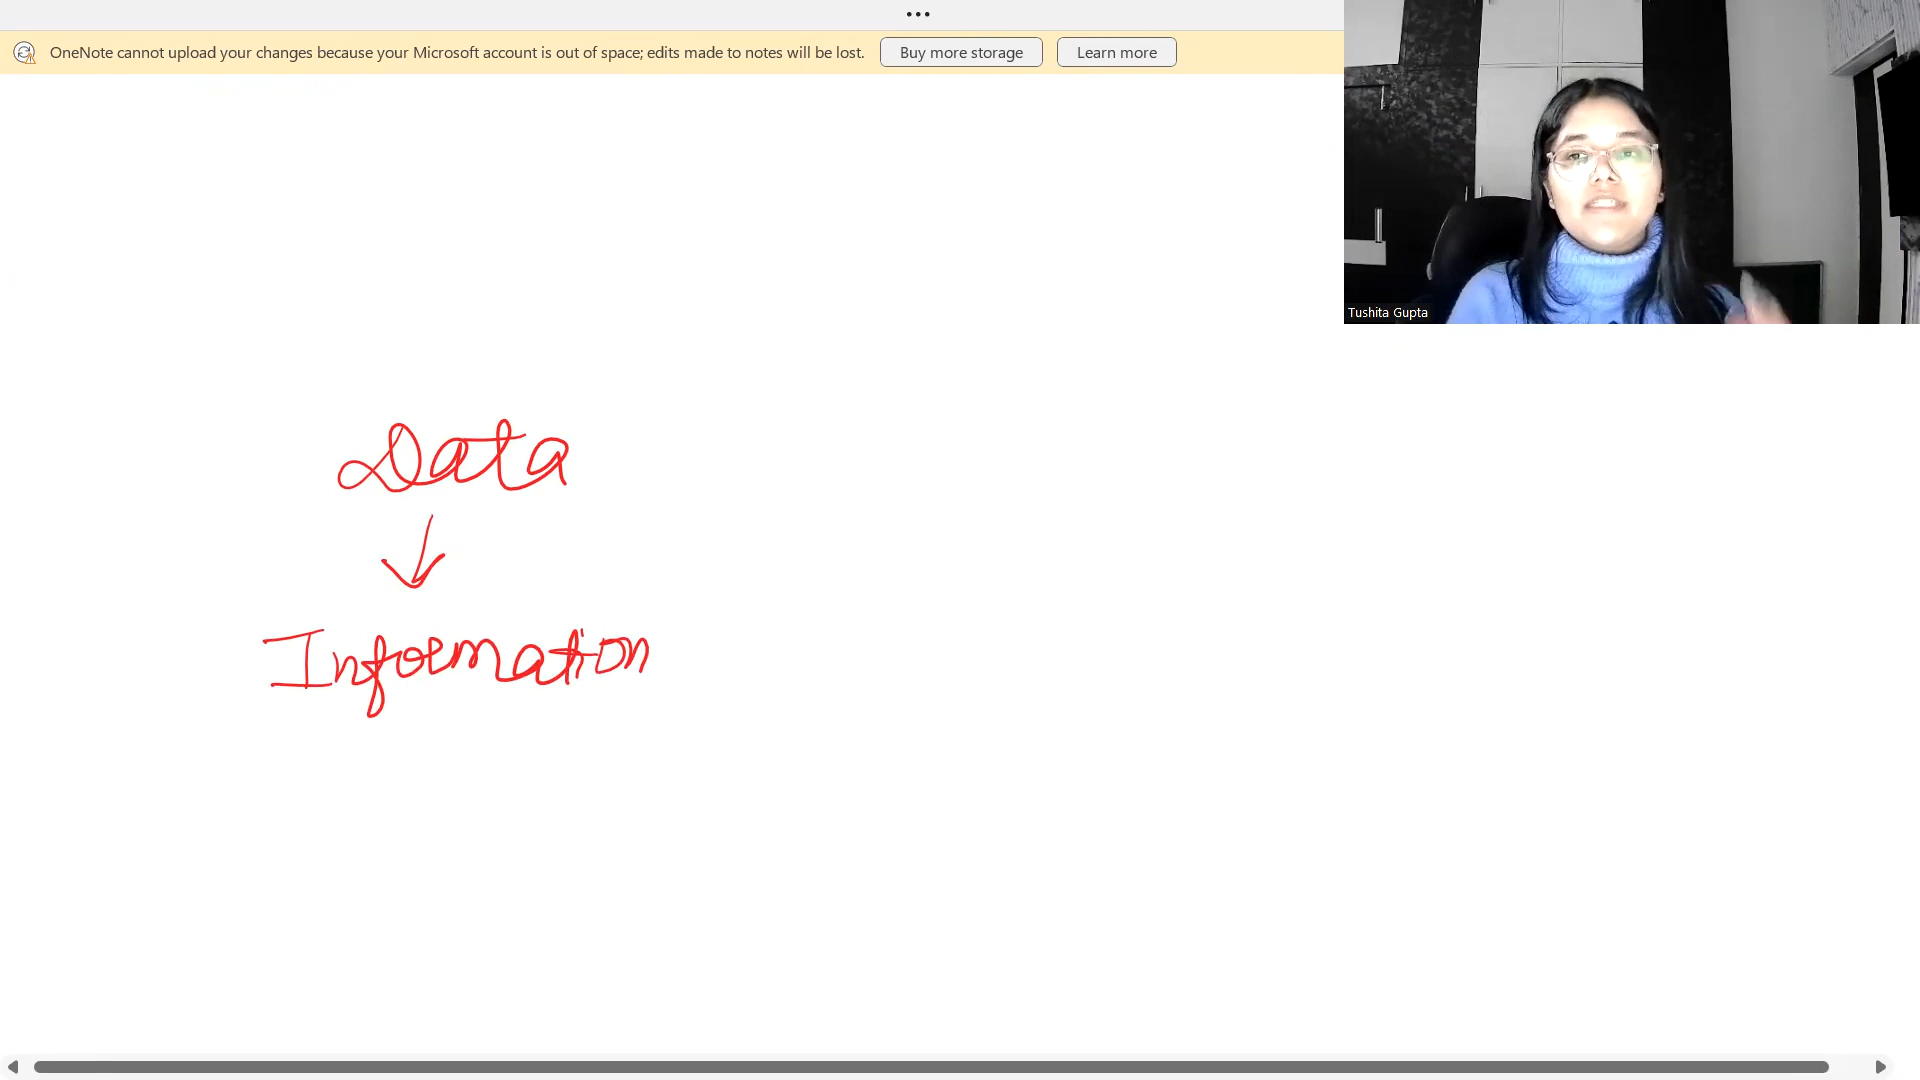 •••
OneNote cannot upload your changes because your Microsoft account is out of space; edits made to notes will be lost. Buy more storage Learn more
Tushita Gupta
Data
↓
Information